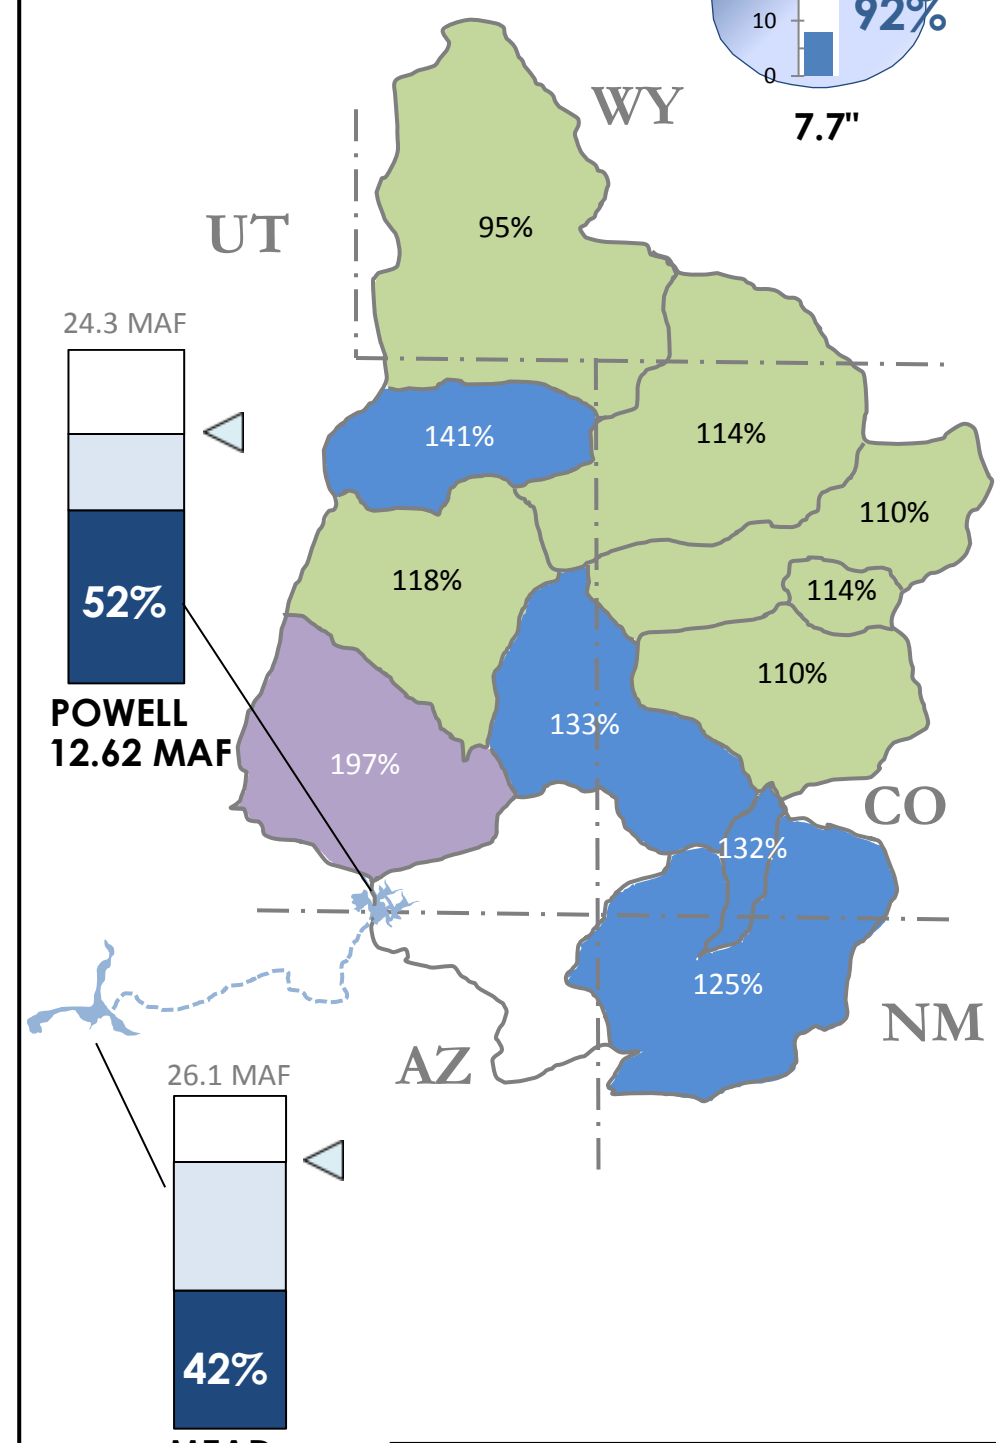 10
92%
0
7.7"
WY
UT
95%
24.3 MAF
141%
114%
110%
118%
114%
52%
110%
POWELL
12.62 MAF
133%
197%
CO
132%
125%
NM
AZ
26.1 MAF
42%
MEAD